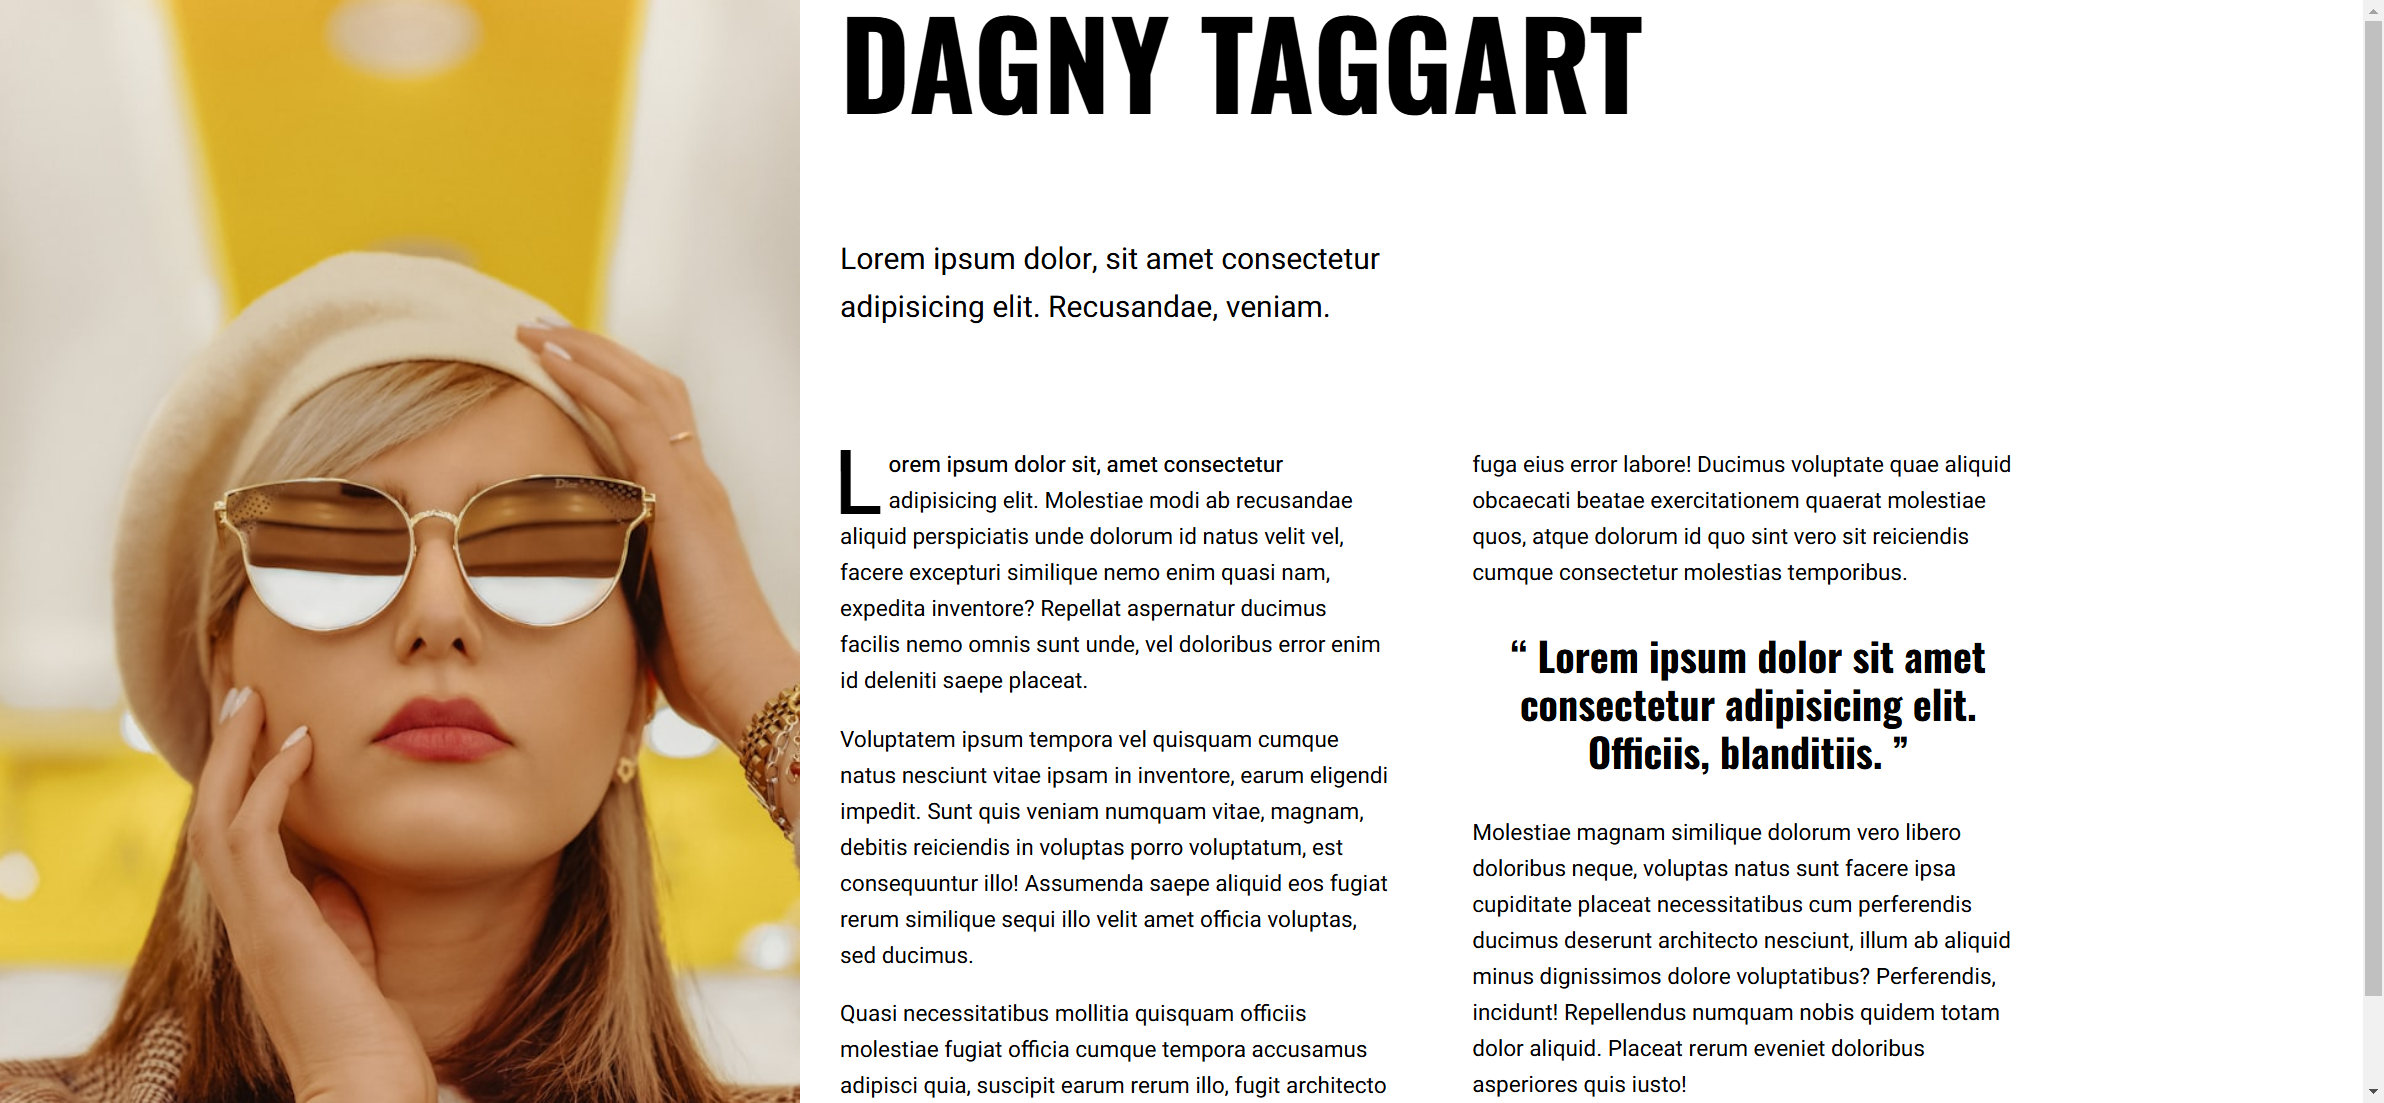 DAGNY TAGGART
Lorem ipsum dolor, sit amet consectetur
adipisicing elit. Recusandae, veniam.
Lorem ipsum dolor sit, amet consectetur
adipisicing elit. Molestiae modi ab recusandae
aliquid perspiciatis unde dolorum id natus velit vel,
facere excepturi similique nemo enim quasi nam,
expedita inventore? Repellat aspernatur ducimus
facilis nemo omnis sunt unde, vel doloribus error enim
id deleniti saepe placeat.
Voluptatem ipsum tempora vel quisquam cumque
natus nesciunt vitae ipsam in inventore, earum eligendi
impedit. Sunt quis veniam numquam vitae, magnam,
debitis reiciendis in voluptas porro voluptatum, est
consequuntur illo! Assumenda saepe aliquid eos fugiat
rerum similique sequi illo velit amet officia voluptas,
sed ducimus.
Quasi necessitatibus mollitia quisquam officiis
molestiae fugiat officia cumque tempora accusamus
adipisci quia, suscipit earum rerum illo, fugit architecto
fuga eius error labore! Ducimus voluptate quae aliquid
obcaecati beatae exercitationem quaerat molestiae
quos, atque dolorum id quo sint vero sit reiciendis
cumque consectetur molestias temporibus.
“ Lorem ipsum dolor sit amet
consectetur adipisicing elit.
Officiis, blanditiis. ”
Molestiae magnam similique dolorum vero libero
doloribus neque, voluptas natus sunt facere ipsa
cupiditate placeat necessitatibus cum perferendis
ducimus deserunt architecto nesciunt, illum ab aliquid
minus dignissimos dolore voluptatibus? Perferendis,
incidunt! Repellendus numquam nobis quidem totam
dolor aliquid. Placeat rerum eveniet doloribus
asperiores quis iusto!